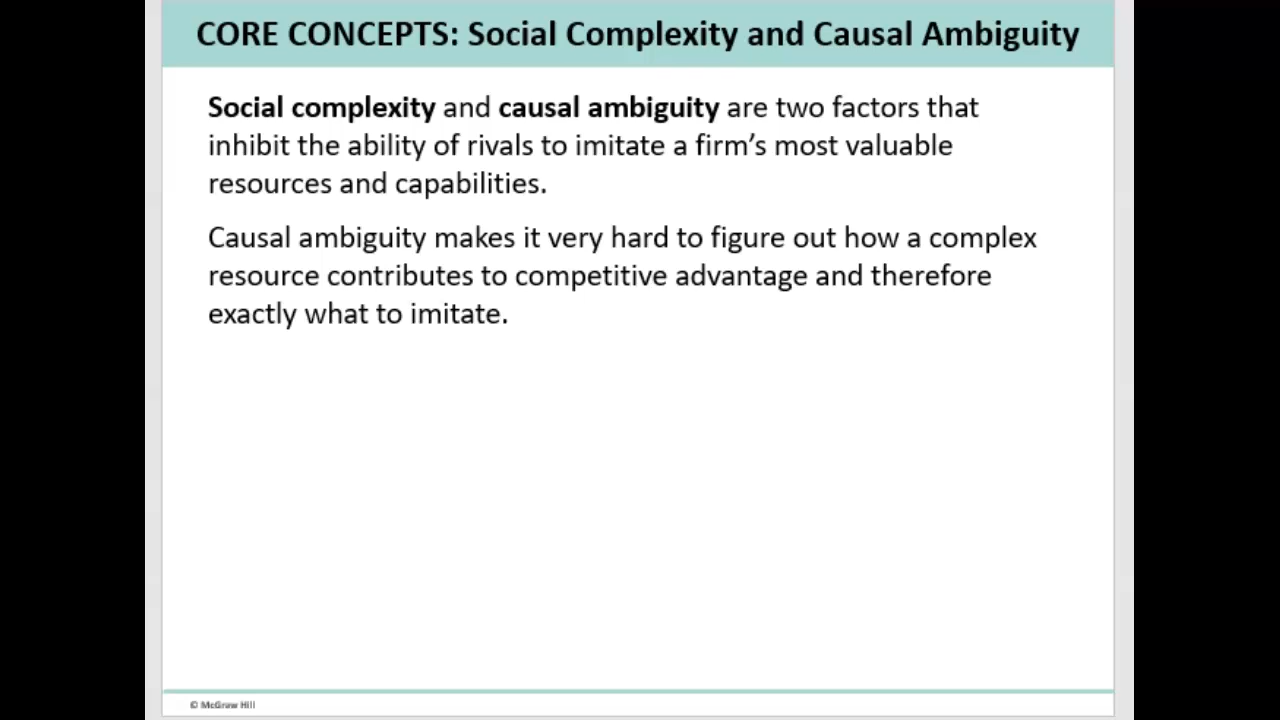 CORE CONCEPTS: Social Complexity and Causal Ambiguity
Social complexity and causal ambiguity are two factors that
inhibit the ability of rivals to imitate a firm’s most valuable
resources and capabilities.
Causal ambiguity makes it very hard to figure out how a complex
resource contributes to competitive advantage and therefore
exactly what to imitate.
© McGraw Hill